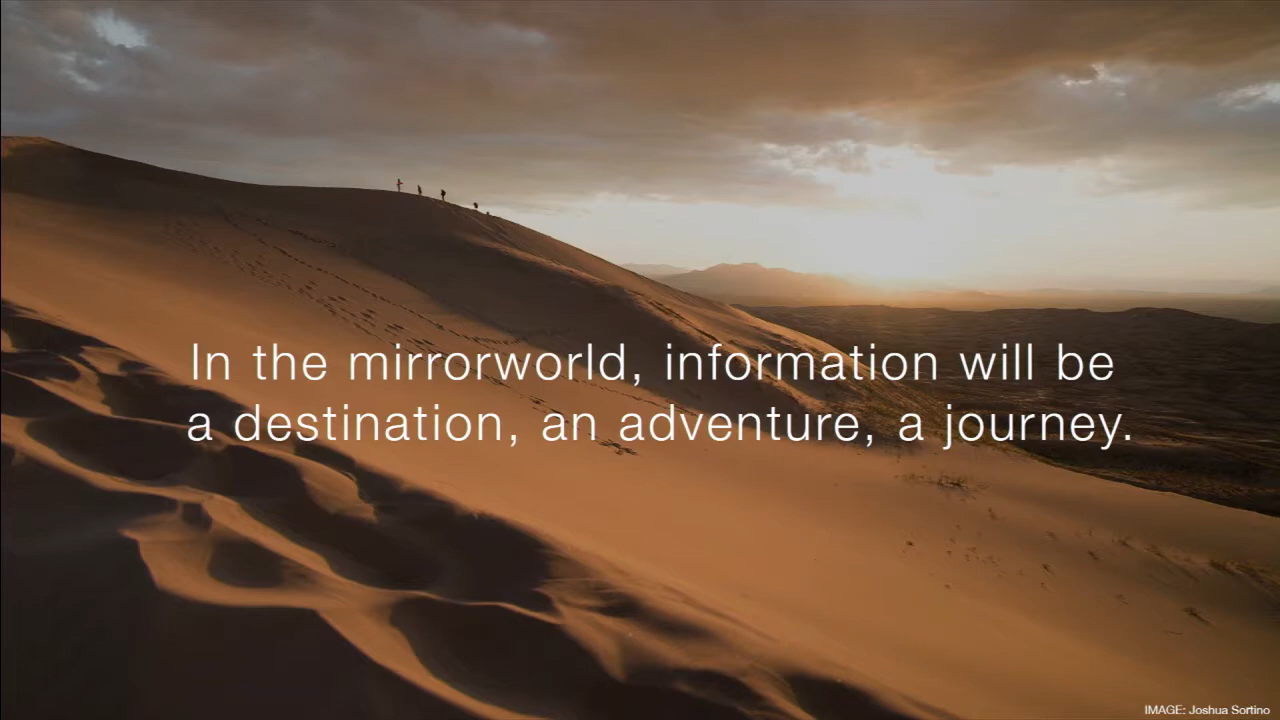 In the mirrorworld, information will be
a destination, an adventure, a journey.
IMAGE: Joshua Sortino